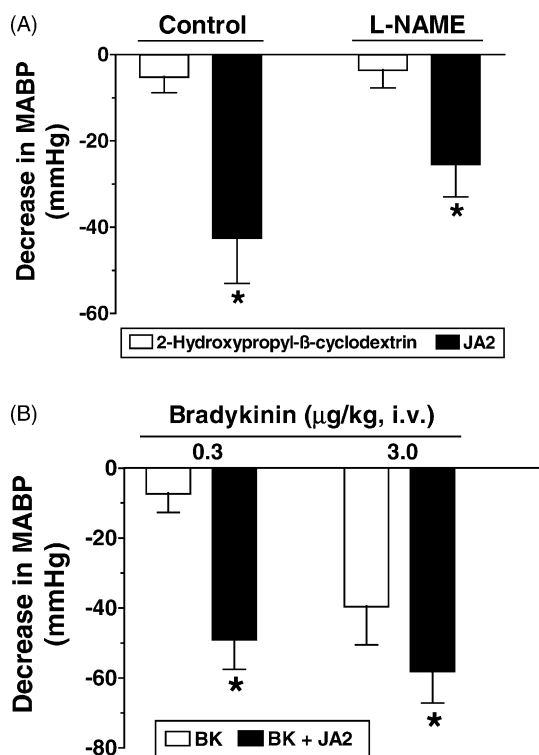 (A)
Control
L-NAME
0
-20
-40
-60
Decrease in MABP
(mmHg)
*
*
2-Hydroxypropyl-ß-cyclodextrin
JA2
(B)
Bradykinin (µg/kg, i.v.)
0.3
3.0
0
-20
-40
-60
-80
Decrease in MABP
(mmHg)
*
*
BK
BK + JA2